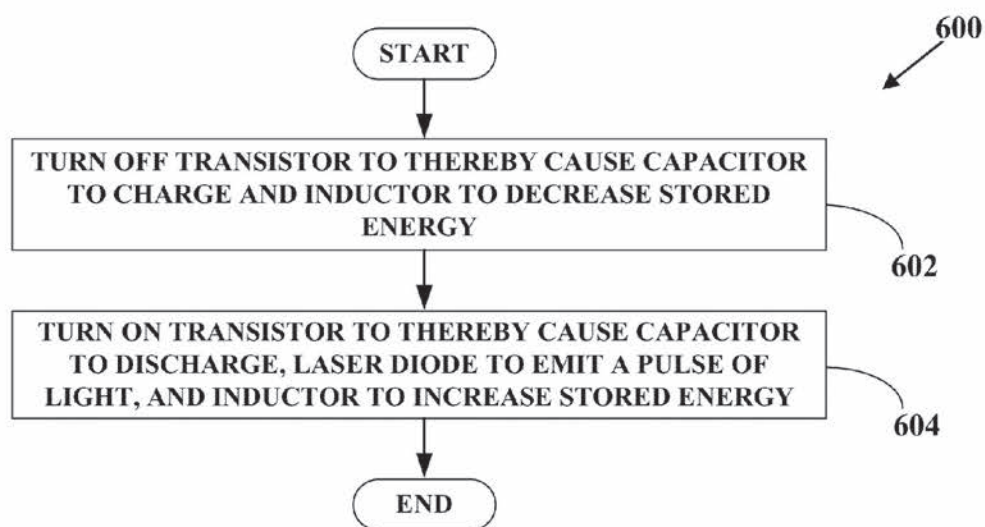 START
600
TURN OFF TRANSISTOR TO THEREBY CAUSE CAPACITOR
TO CHARGE AND INDUCTOR TO DECREASE STORED
ENERGY
602
TURN ON TRANSISTOR TO THEREBY CAUSE CAPACITOR
TO DISCHARGE, LASER DIODE TO EMIT A PULSE OF
LIGHT, AND INDUCTOR TO INCREASE STORED ENERGY
604
END